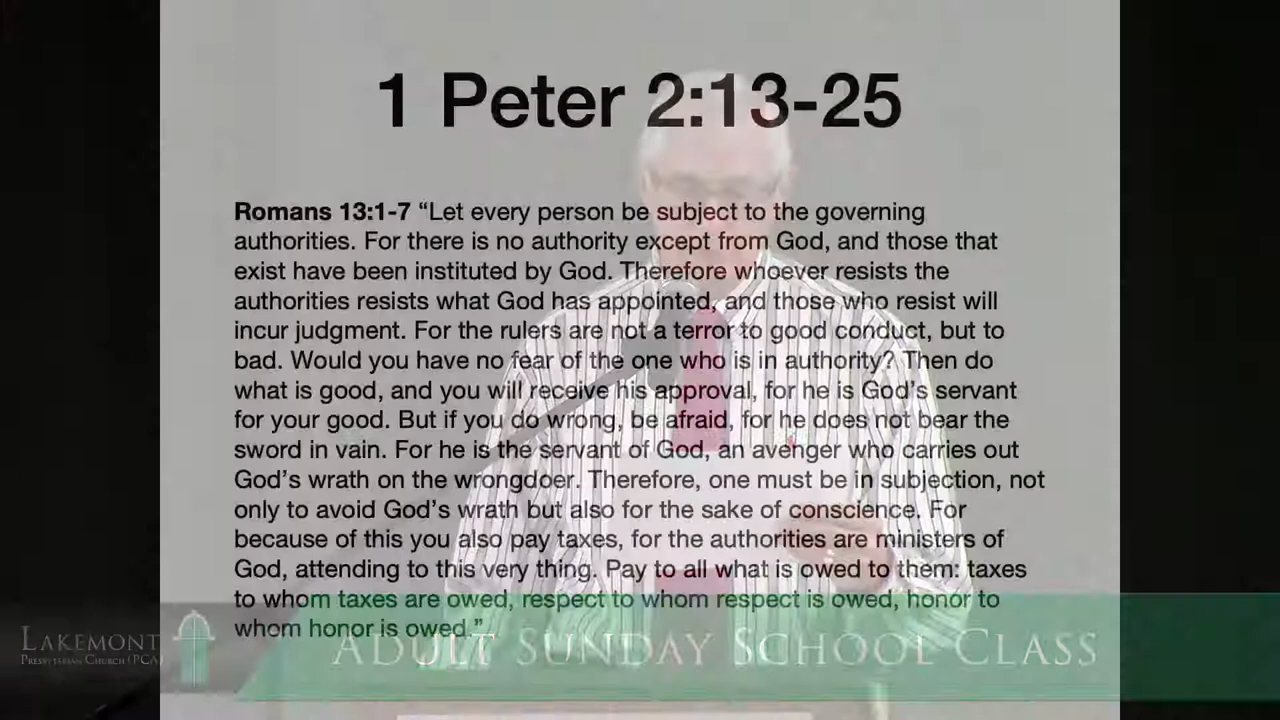 1 Peter 2:13-25
Romans 13:1-7 “Let every person be subject to the governing
authorities. For there is no authority except from God, and those that
exist have been instituted by God. Therefore whoever resists the
authorities resists what God has appointed, and those who resist will
incur judgment. For the rulers are not a terror to good conduct, but to
bad. Would you have no fear of the one who is in authority? Then do
what is good, and you will receive his approval, for he is God’s servant
for your good. But if you do wrong, be afraid, for he does not bear the
sword in vain. For he is the servant of God, an avenger who carries out
God’s wrath on the wrongdoer. Therefore, one must be in subjection, not
only to avoid God’s wrath but also for the sake of conscience. For
because of this you also pay taxes, for the authorities are ministers of
God, attending to this very thing. Pay to all what is owed to them: taxes
to whom taxes are owed, respect to whom respect is owed, honor to
whom honor is owed.”
LAKEMONT
PRESBYTERIAN CHURCH (PCA)
ADULT SUNDAY SCHOOL CLASS